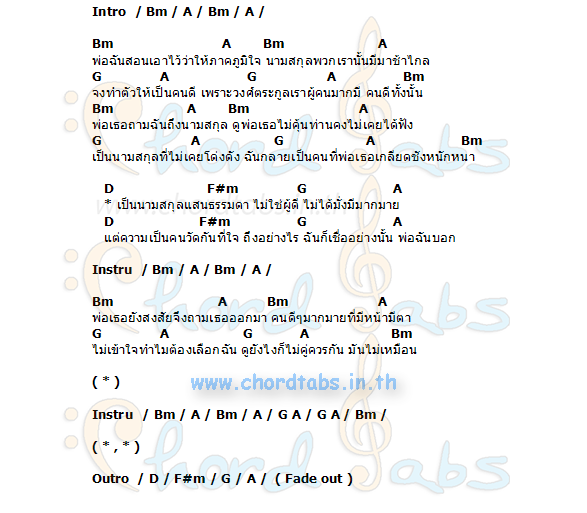 Intro / Bm / A / Bm / A /
Bm A Bm A
พ่อฉันสอนเอาไว้ว่าให้ภาคภูมิใจ นามสกุลพวกเรานั้นมีมาช้าไกล
G A G A Bm
จงทำตัวให้เป็นคนดี เพราะวงศ์ตระกูลเราผู้คนมากมี คนดีทั้งนั้น
Bm A Bm A
พ่อเธอถามฉันถึงนามสกุล ดูพ่อเธอไม่คุ้นท่านคงไม่เคยได้ฟัง
G A G A Bm
เป็นนามสกุลที่ไม่เคยโด่งดัง ฉันกลายเป็นคนที่พ่อเธอเกลียดชังหนักหนา
D F#m G A
* เป็นนามสกุลแสนธรรมดา ไม่ใช่ผู้ดี ไม่ได้มั่งมีมากมาย
D F#m G A
แต่ความเป็นคนวัดกันที่ใจ ถึงอย่างไร ฉันก็เชื่ออย่างนั้น พ่อฉันบอก
Instru / Bm / A / Bm / A /
Bm A Bm A
พ่อเธอยังสงสัยจึงถามเธอออกมา คนดีๆมากมายที่มีหน้ามีตา
G A G A Bm
ไม่เข้าใจทำไมต้องเลือกฉัน ดูยังไงก็ไม่คู่ควรกัน มันไม่เหมือน
( * )
www.chordtabs.in.th
Instru / Bm / A / Bm / A / G A / G A / Bm /
( * , * )
Outro / D / F#m / G / A / ( Fade out )